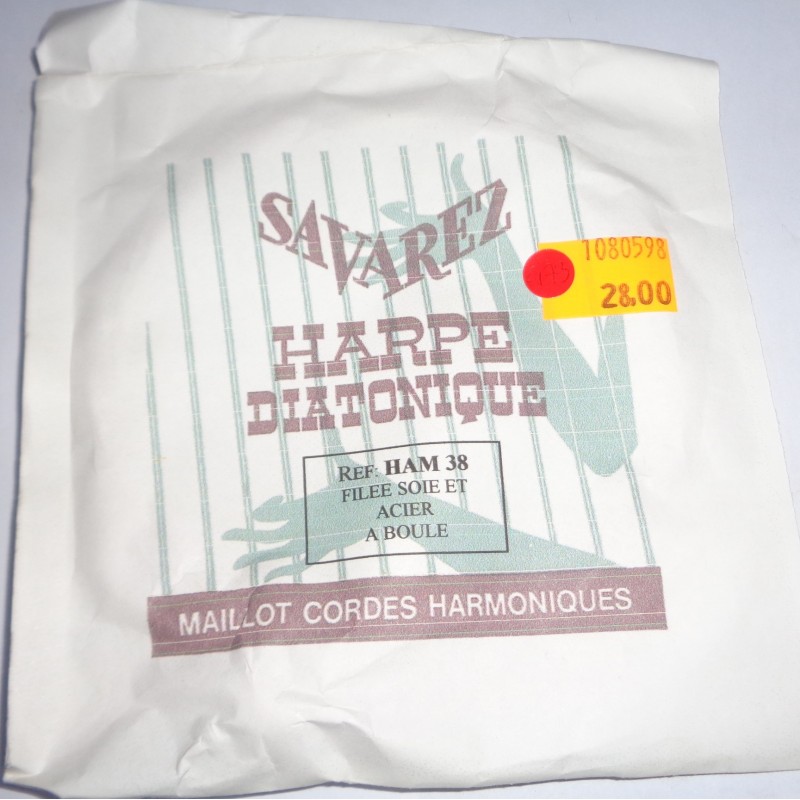 SAVAREZ
1080598
28,00
HARPE
DIATONIQUE
REF: HAM 38
FILEE SOIE ET
ACIER
A BOULE
MAILLOT CORDES HARMONIQUES